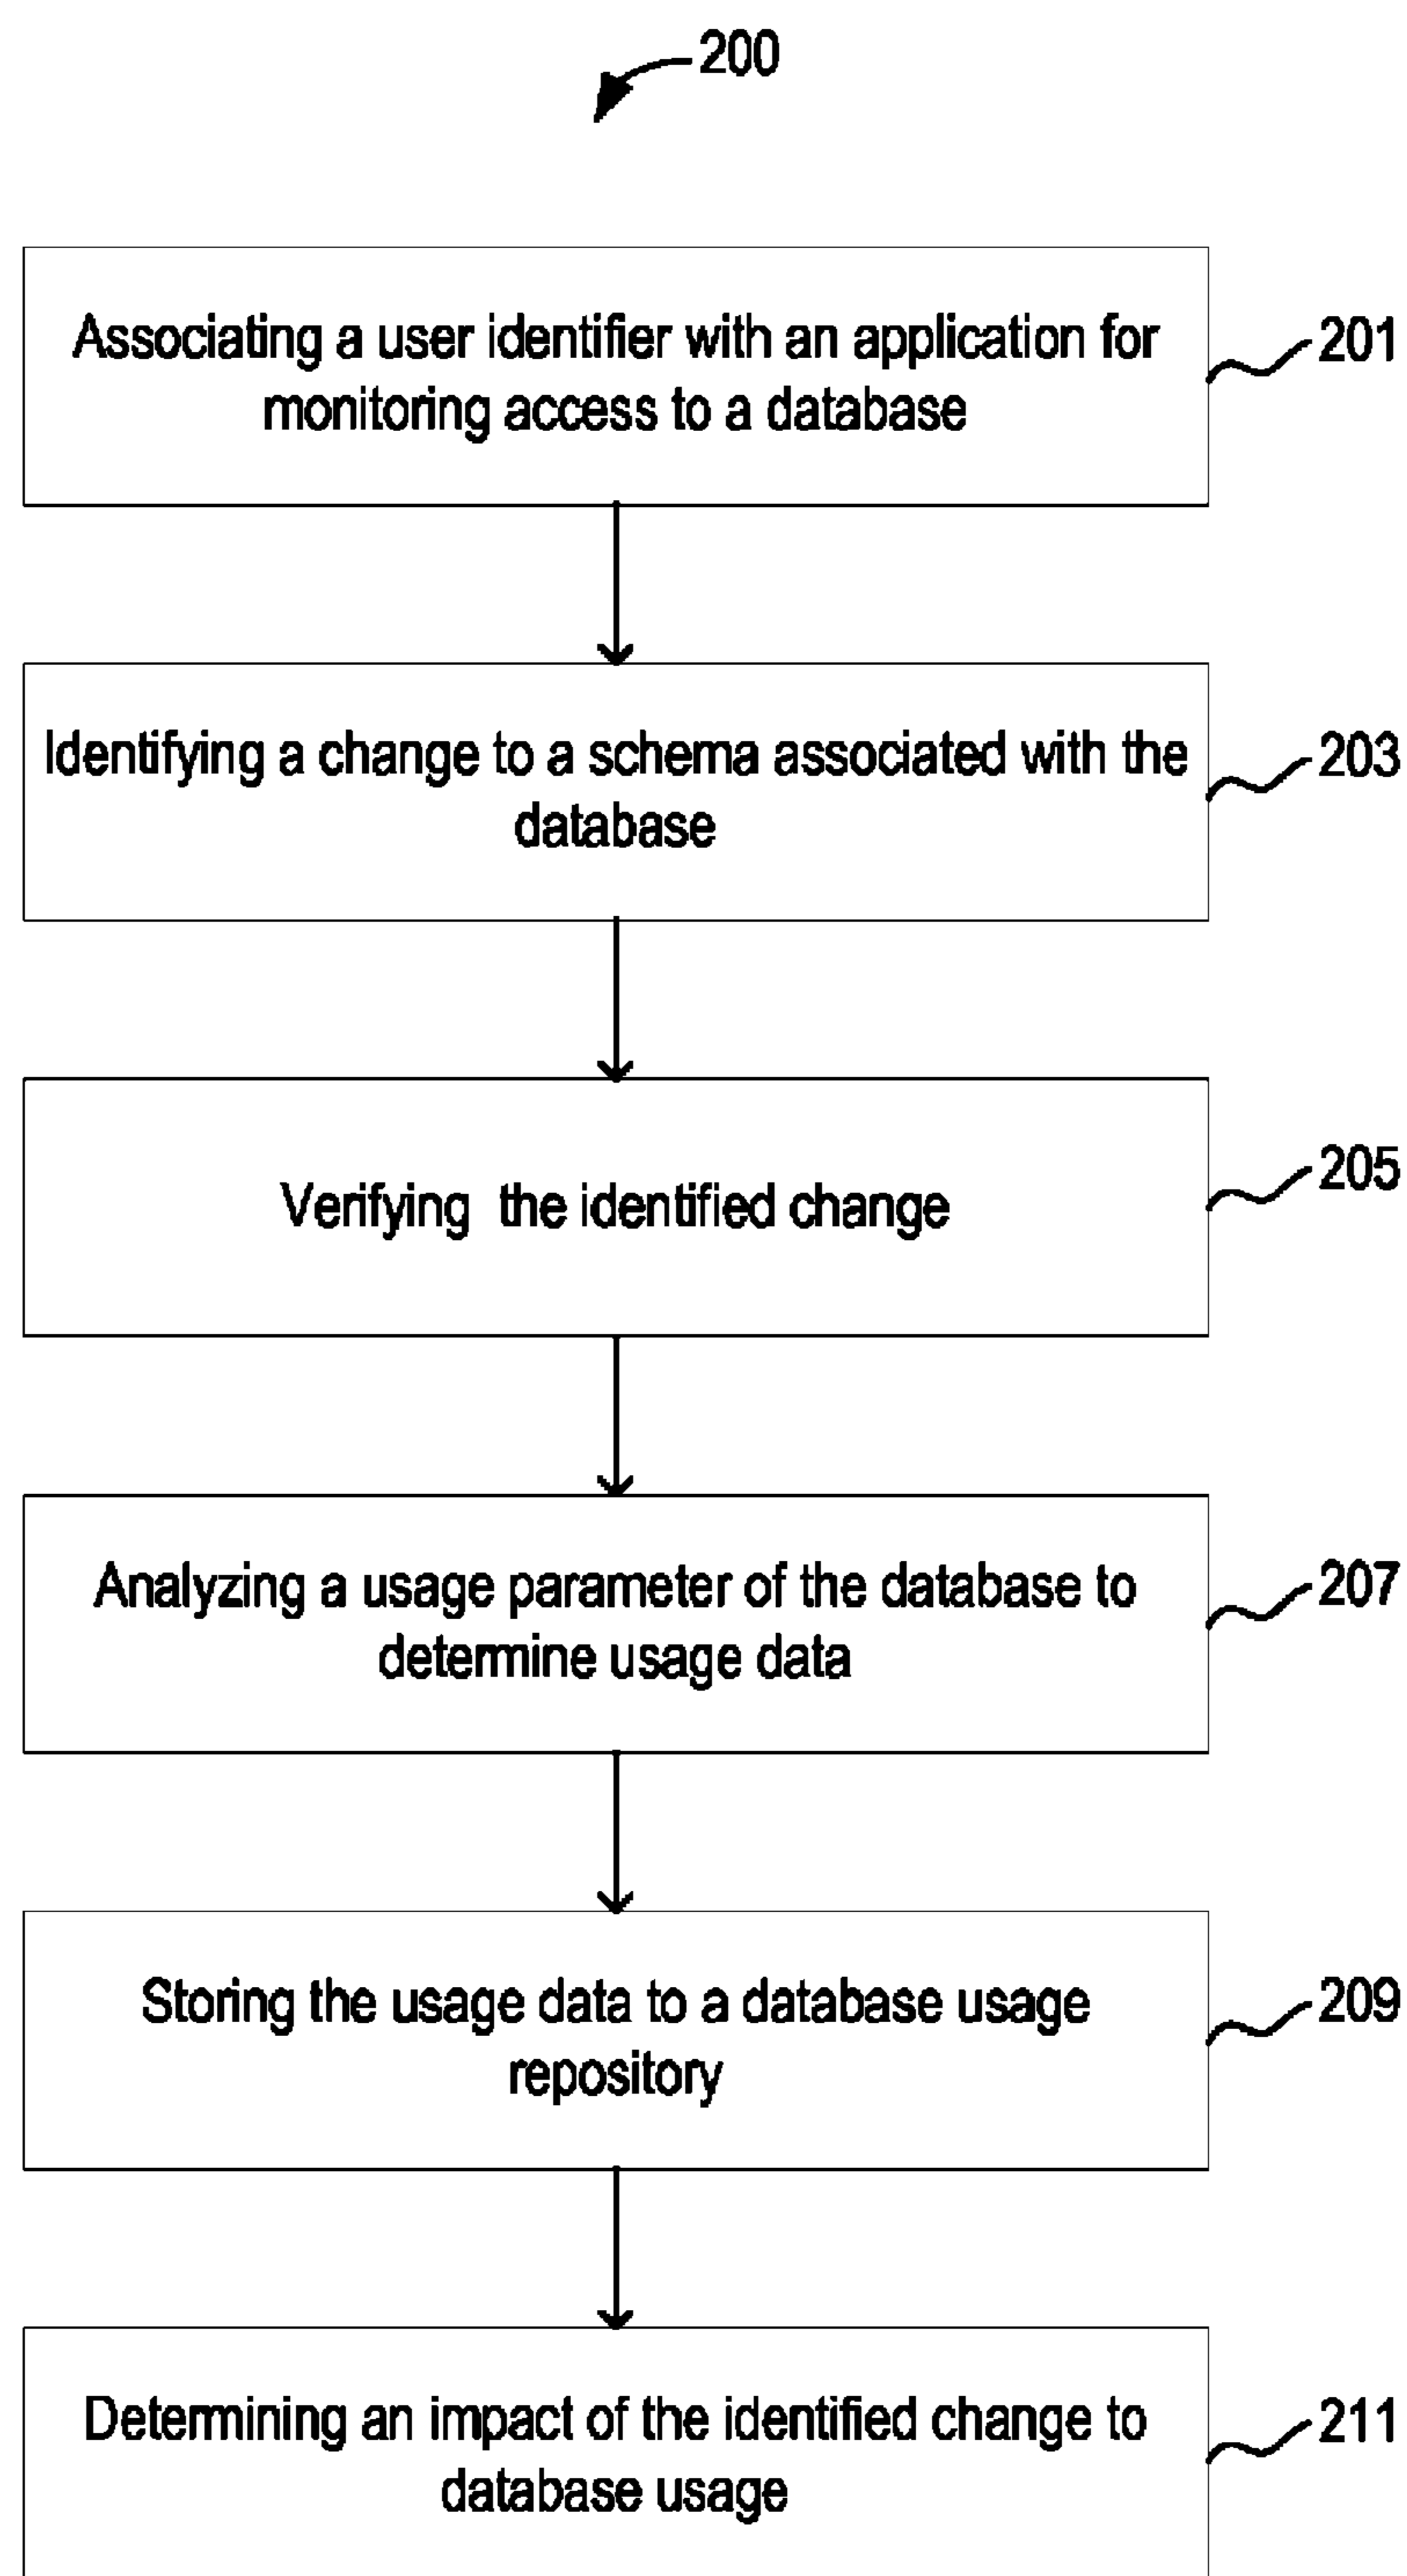 200
Associating a user identifier with an application for
monitoring access to a database
201
Identifying a change to a schema associated with the
database
203
Verifying the identified change
205
Analyzing a usage parameter of the database to
determine usage data
207
Storing the usage data to a database usage
repository
209
Determining an impact of the identified change to
database usage
211